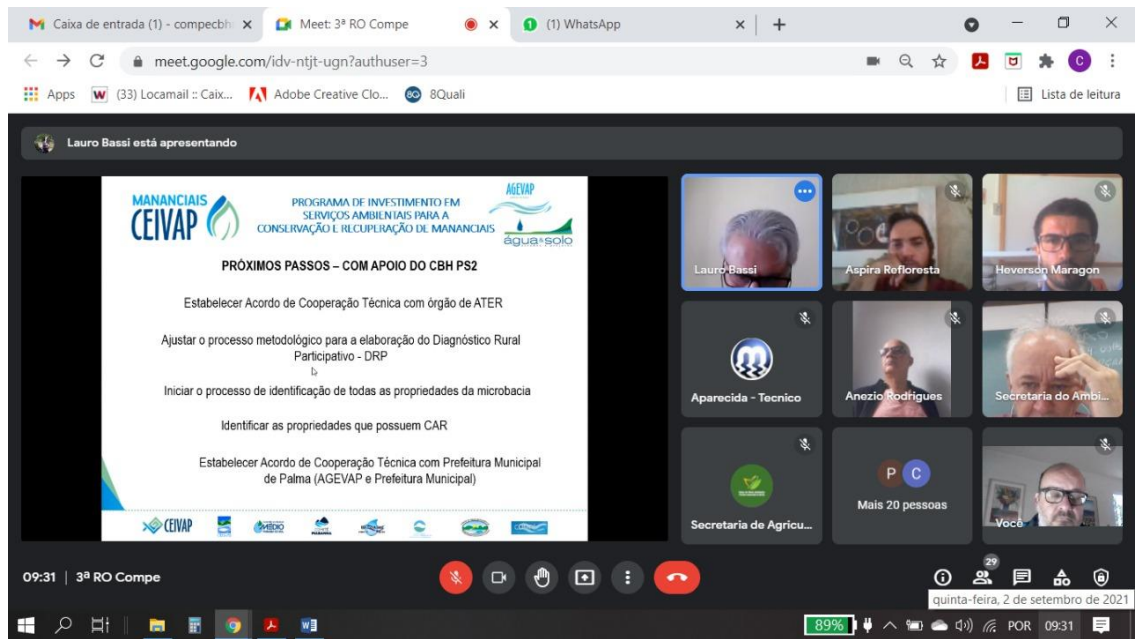 Caixa de entrada (1) - compecbh
Meet: 3ª RO Compe
(1) WhatsApp
meet.google.com/idv-ntjt-ugn?authuser=3
Apps
(33) Locamail :: Caix...
Adobe Creative Clo...
8Quali
Lista de leitura
Lauro Bassi está apresentando
MANANCIAIS
CEIVAP
PROGRAMA DE INVESTIMENTO EM
SERVIÇOS AMBIENTAIS PARA A
CONSERVAÇÃO E RECUPERAÇÃO DE MANANCIAIS
AGEVAP
água e solo
PRÓXIMOS PASSOS – COM APOIO DO CBH PS2
Estabelecer Acordo de Cooperação Técnica com órgão de ATER
Ajustar o processo metodológico para a elaboração do Diagnóstico Rural
Participativo - DRP
Iniciar o processo de identificação de todas as propriedades da microbacia
Identificar as propriedades que possuem CAR
Estabelecer Acordo de Cooperação Técnica com Prefeitura Municipal
de Palma (AGEVAP e Prefeitura Municipal)
CEIVAP
MÉDIO
Lauro Bassi
Aspira Refloresta
Heverson Maragon
Aparecida - Tecnico
Anezio Rodrigues
Secretaria do Ambi...
Secretaria de Agricu...
P C
Mais 20 pessoas
Você
09:31 | 3ª RO Compe
29
quinta-feira, 2 de setembro de 2021
89%
POR
09:31